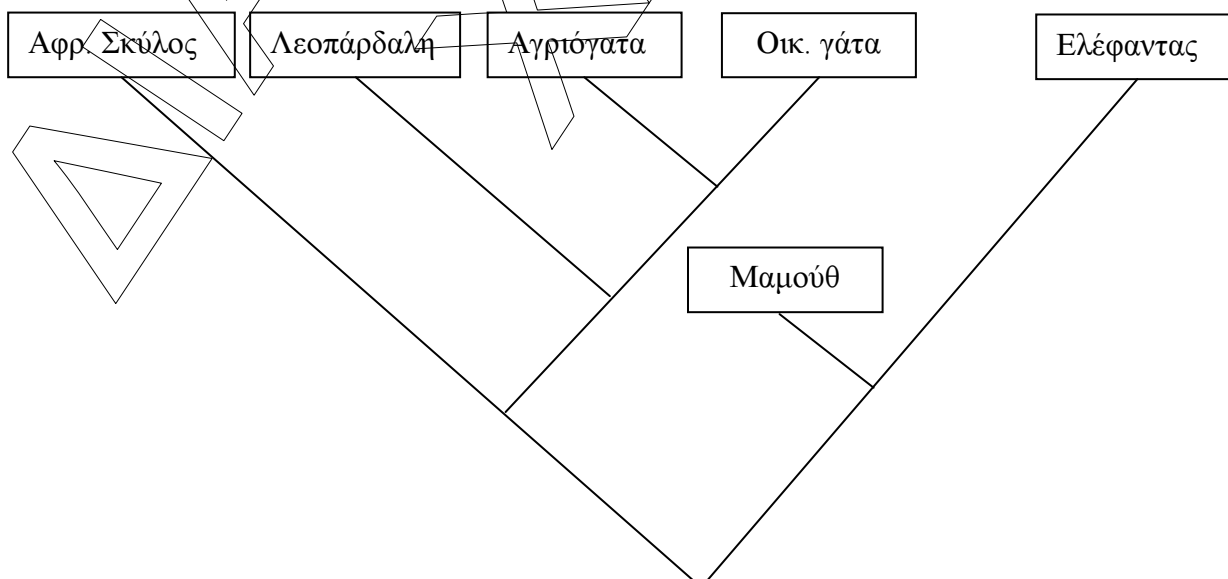 Αφρ. Σκύλος
Λεοπάρδαλη
Αγριόγατα
Οικ. γάτα
Ελέφαντας
Μαμούθ